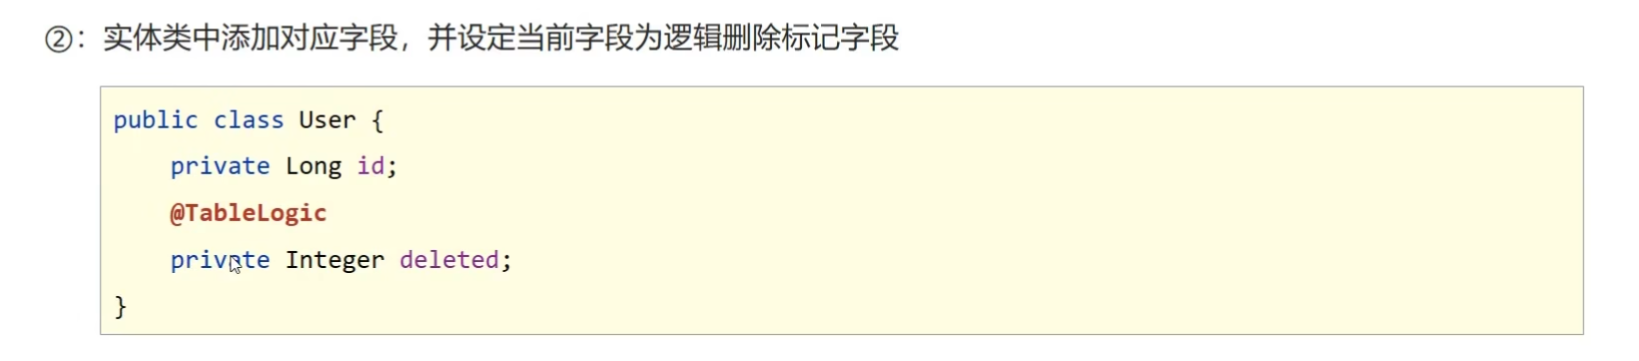 ②：实体类中添加对应字段，并设定当前字段为逻辑删除标记字段
public class User {
    private Long id;
    @TableLogic
    private Integer deleted;
}